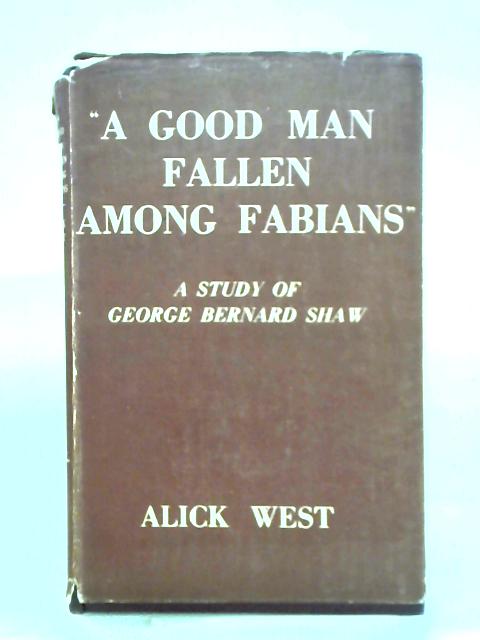 "A GOOD MAN
FALLEN
AMONG FABIANS"
A STUDY OF
GEORGE BERNARD SHAW
ALICK WEST